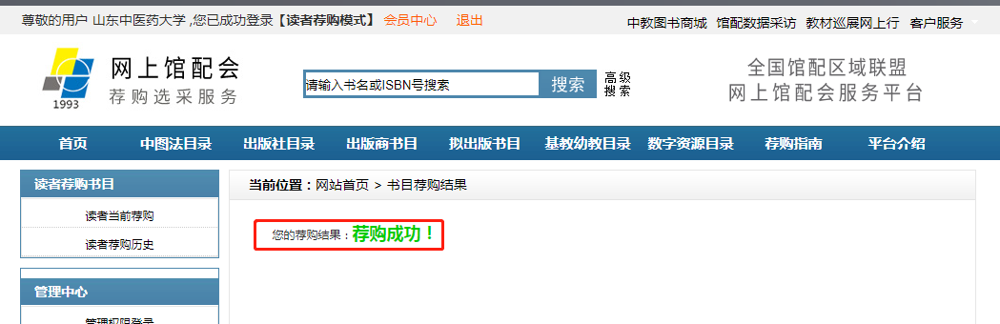 尊敬的用户 山东中医药大学 ,您已成功登录【读者荐购模式】 会员中心 退出
中教图书商城 馆配数据采访 教材巡展网上行 客户服务
网上馆配会
荐购选采服务
1993
请输入书名或ISBN号搜索 搜索
高级
搜索
全国馆配区域联盟
网上馆配会服务平台
首页 中图法目录 出版社目录 出版商书目 拟出版书目 基教幼教目录 数字资源目录 荐购指南 平台介绍
读者荐购书目
读者当前荐购
读者荐购历史
管理中心
管理权限登录
当前位置：网站首页 > 书目荐购结果
您的荐购结果：荐购成功！